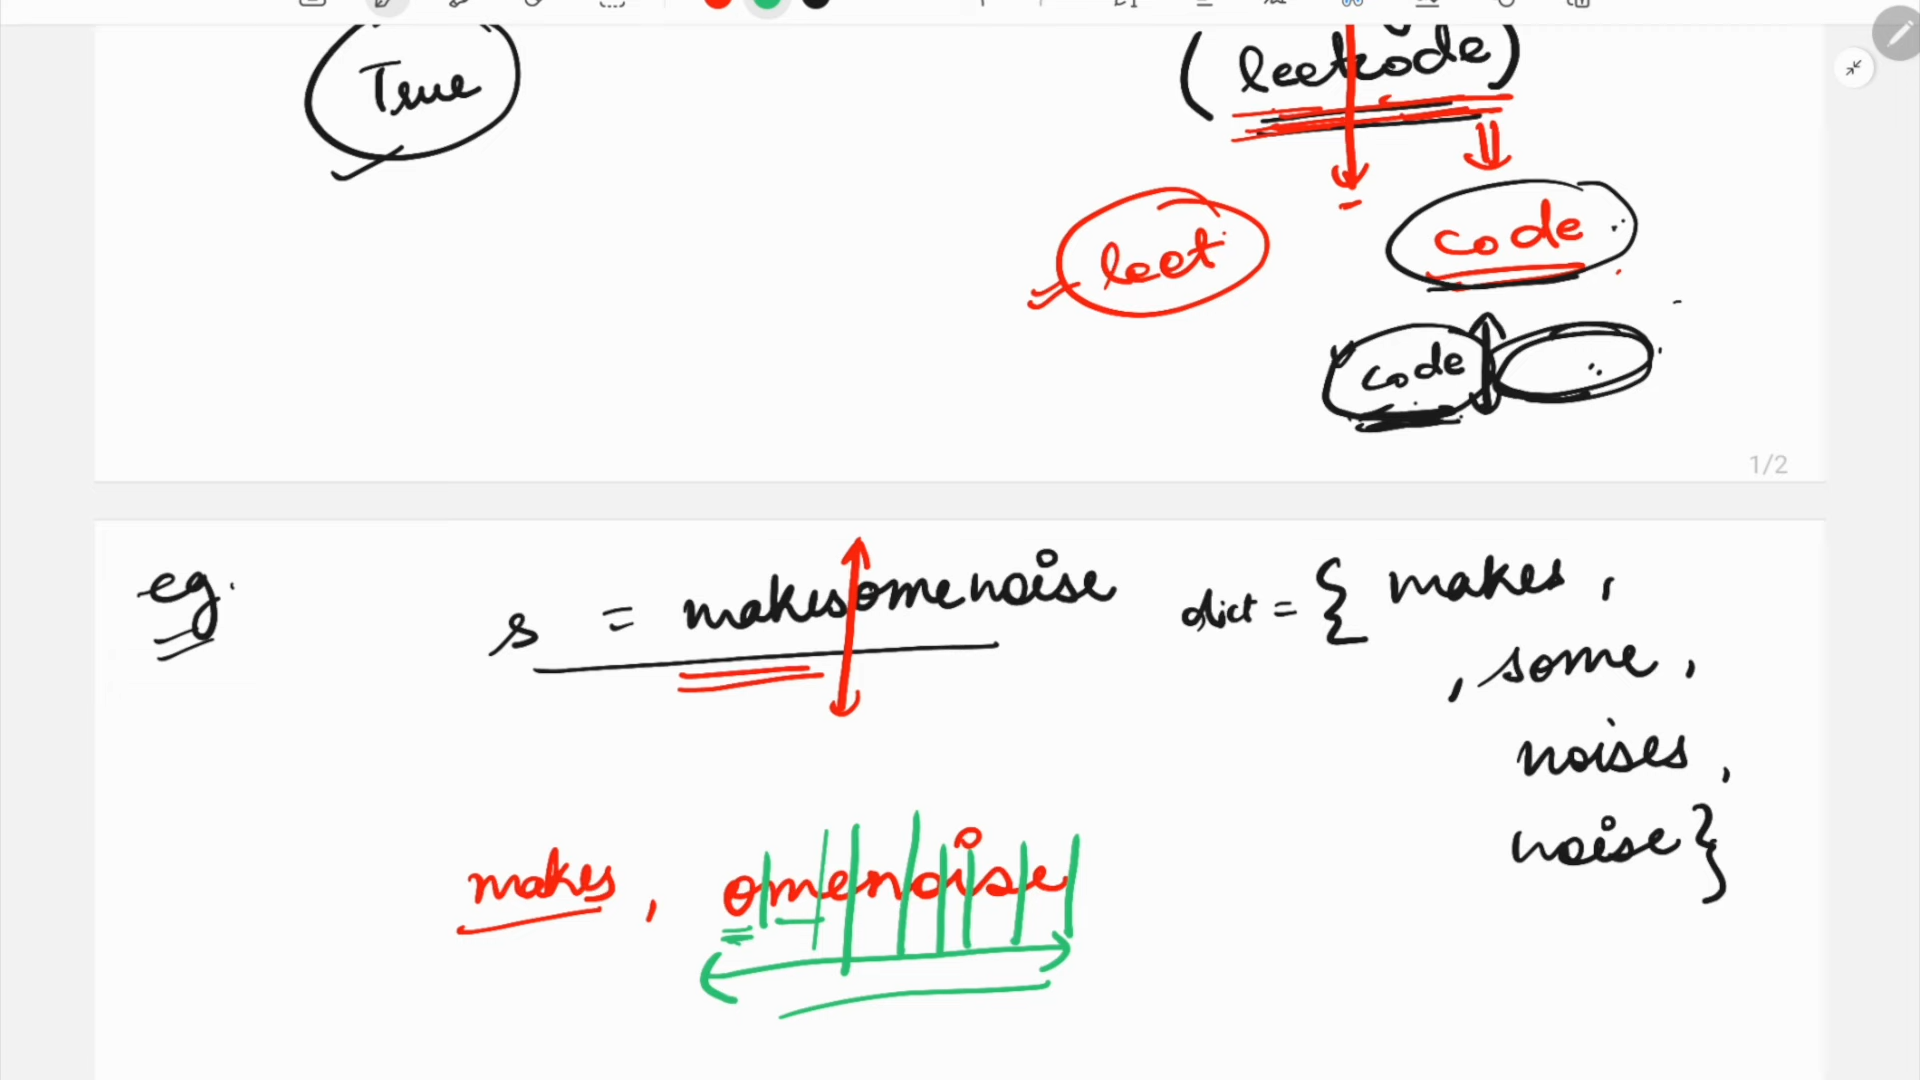 True
(leetcode)
leet
code
code
1/2
eg.
s = makesomenoise
dict = { makes,
, some,
noises,
noise}
makes, omenoise